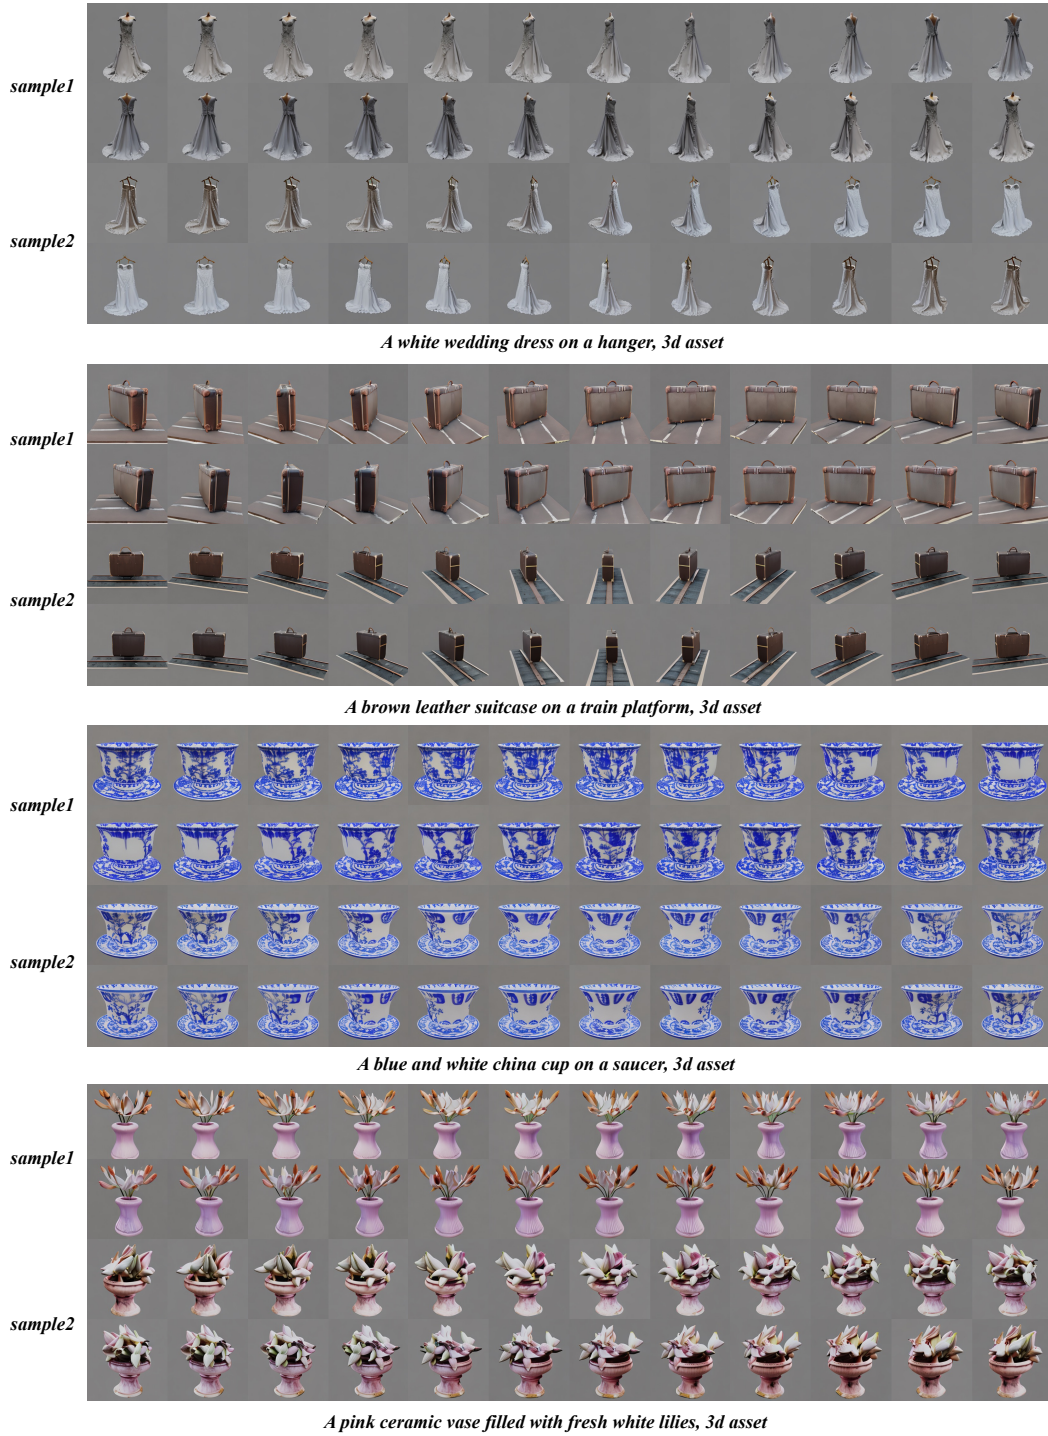 sample1
sample2
A white wedding dress on a hanger, 3d asset
sample1
sample2
A brown leather suitcase on a train platform, 3d asset
sample1
sample2
A blue and white china cup on a saucer, 3d asset
sample1
sample2
A pink ceramic vase filled with fresh white lilies, 3d asset